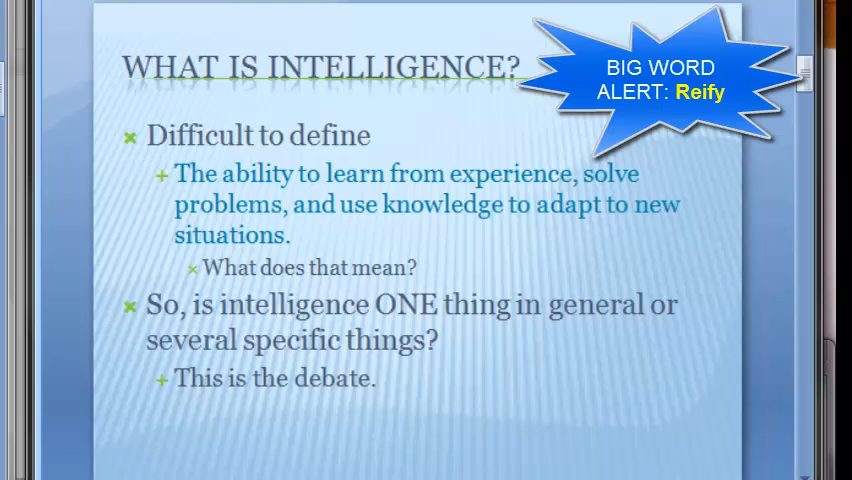 WHAT IS INTELLIGENCE?
BIG WORD
ALERT: Reify
Difficult to define
The ability to learn from experience, solve
problems, and use knowledge to adapt to new
situations.
What does that mean?
So, is intelligence ONE thing in general or
several specific things?
This is the debate.